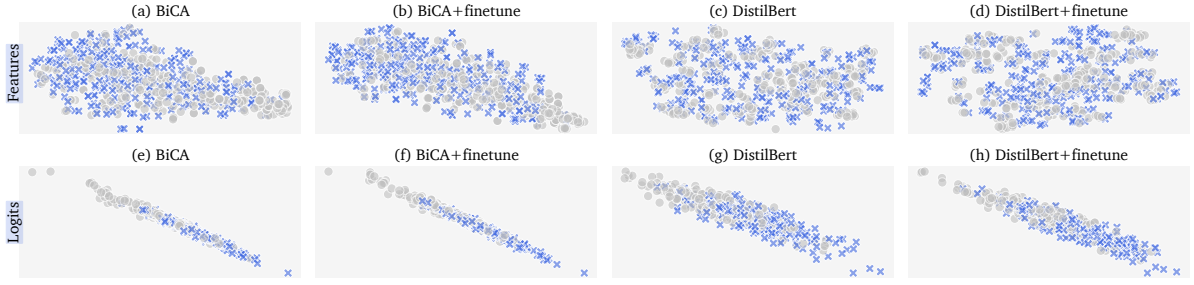 (a) BiCA
(b) BiCA+finetune
(c) DistilBert
(d) DistilBert+finetune
Features
(e) BiCA
(f) BiCA+finetune
(g) DistilBert
(h) DistilBert+finetune
Logits